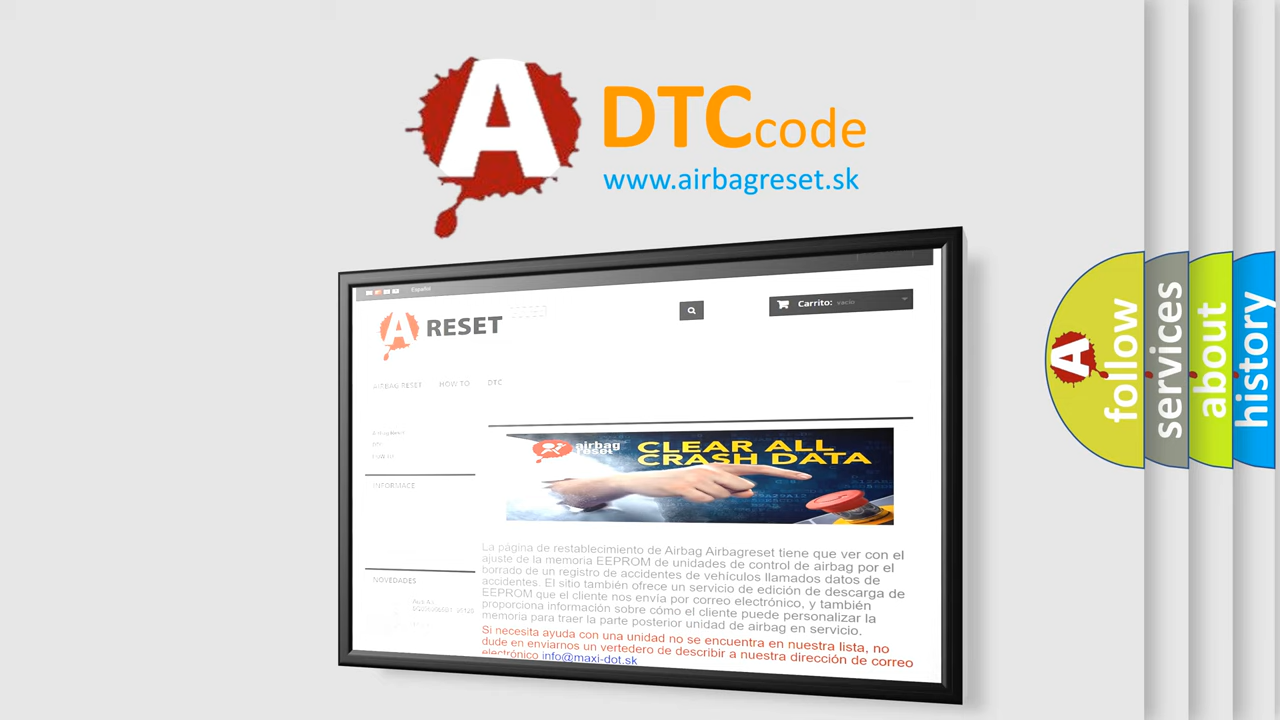 A
DTC code
www.airbagreset.sk
Español
A RESET
Carrito: vacío
AIRBAG RESET HOW TO DTC
INFORMACE
NOVEDADES
airbag
reset
CLEAR ALL
CRASH DATA
La página de restablecimiento de Airbag Airbagreset tiene que ver con el
ajuste de la memoria EEPROM de unidades de control de airbag por el
borrado de un registro de accidentes de vehículos llamados datos de
accidentes. El sitio también ofrece un servicio de edición de descarga de
EEPROM que el cliente nos envía por correo electrónico, y también
proporciona información sobre cómo el cliente puede personalizar la
memoria para traer la parte posterior unidad de airbag en servicio.
Si necesita ayuda con una unidad no se encuentra en nuestra lista, no
dude en enviarnos un vertedero de describir a nuestra dirección de correo
electrónico info@maxi-dot.sk
A
follow
services
about
history